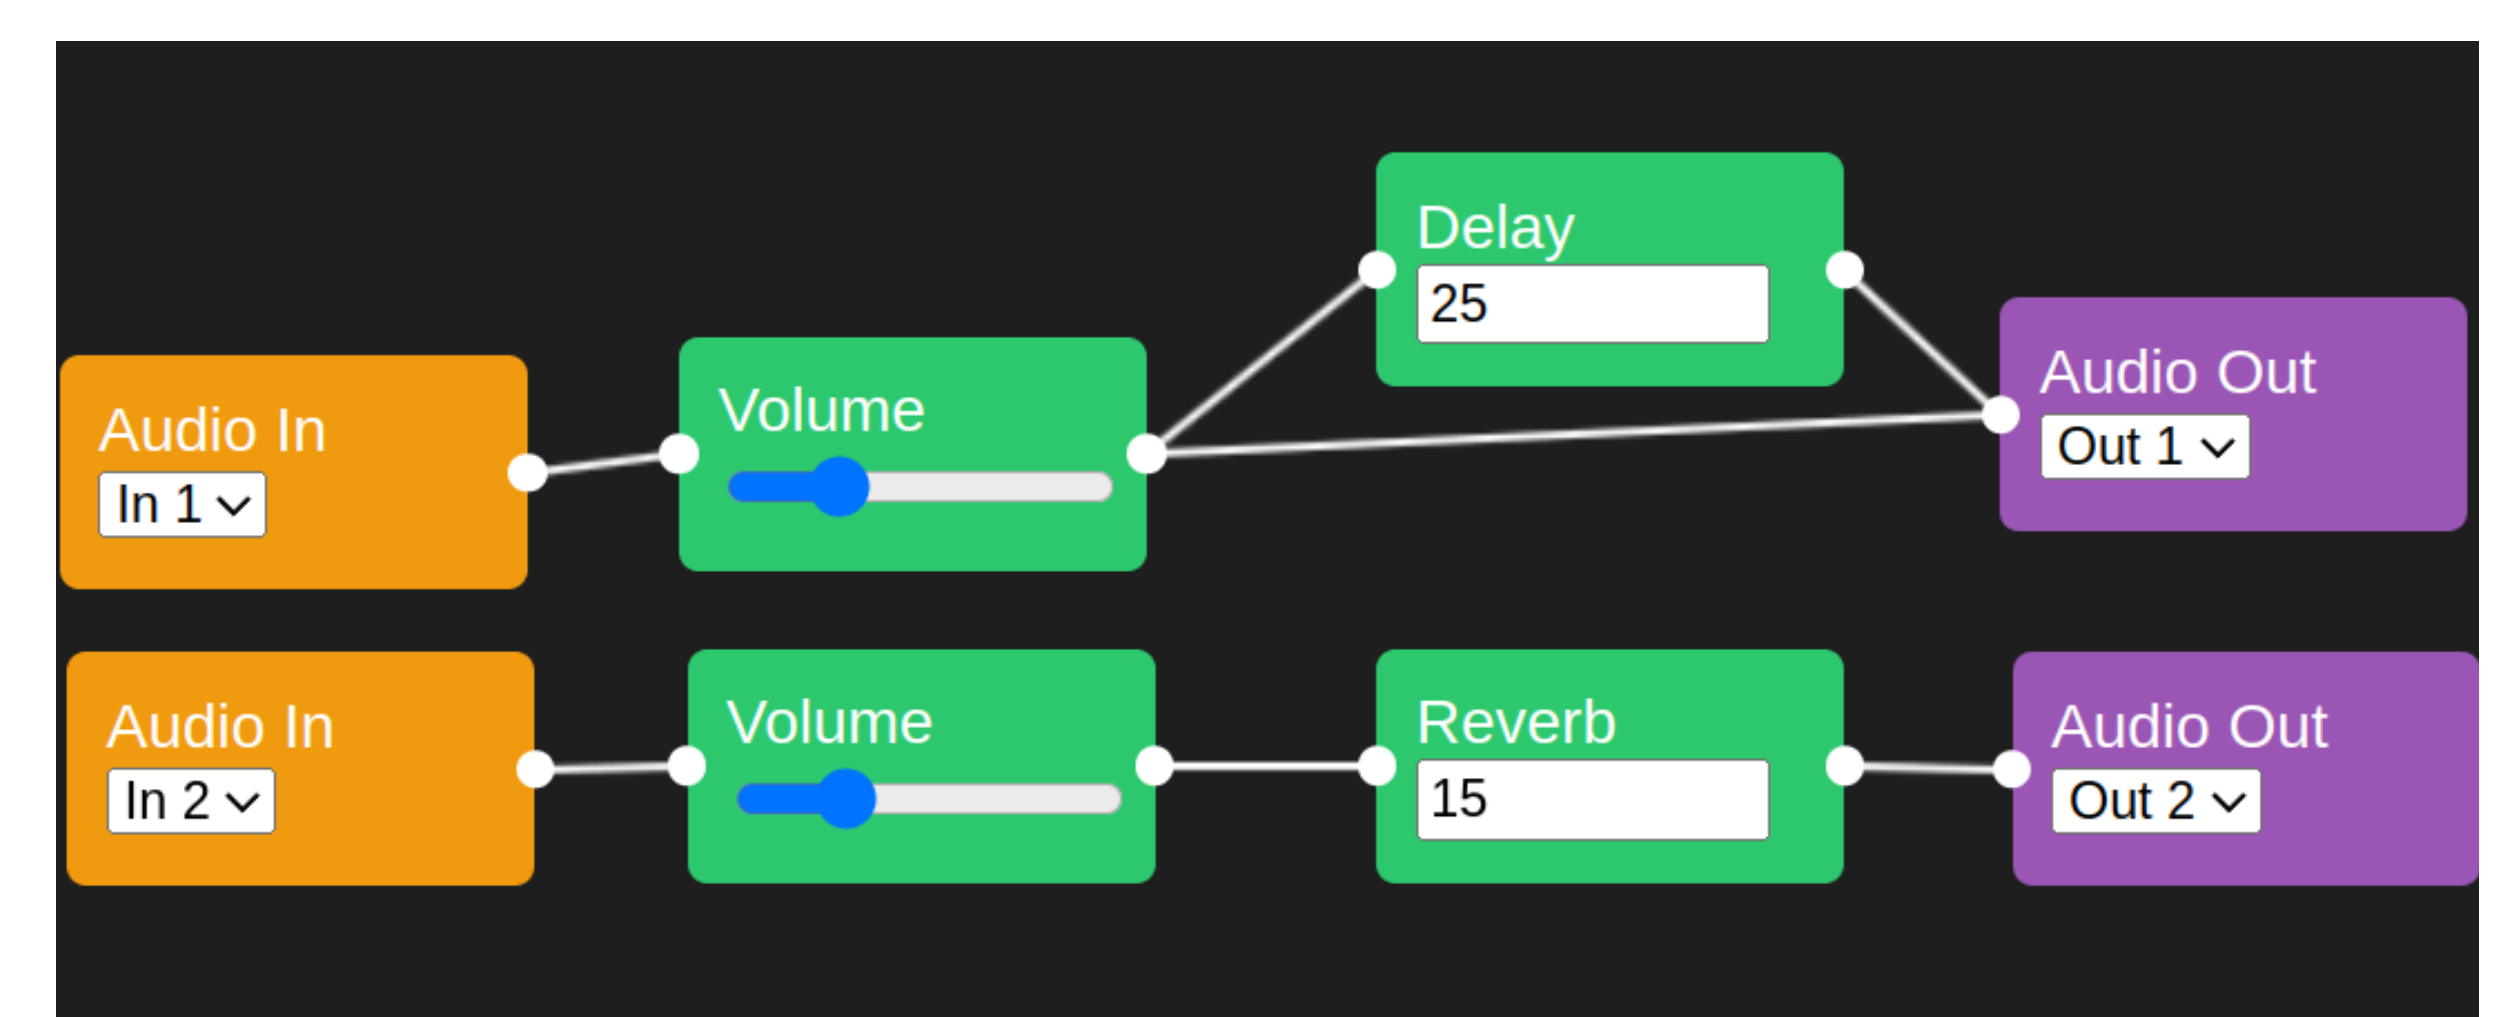 Audio In
In 1
Volume
Delay
25
Audio Out
Out 1
Audio In
In 2
Volume
Reverb
15
Audio Out
Out 2